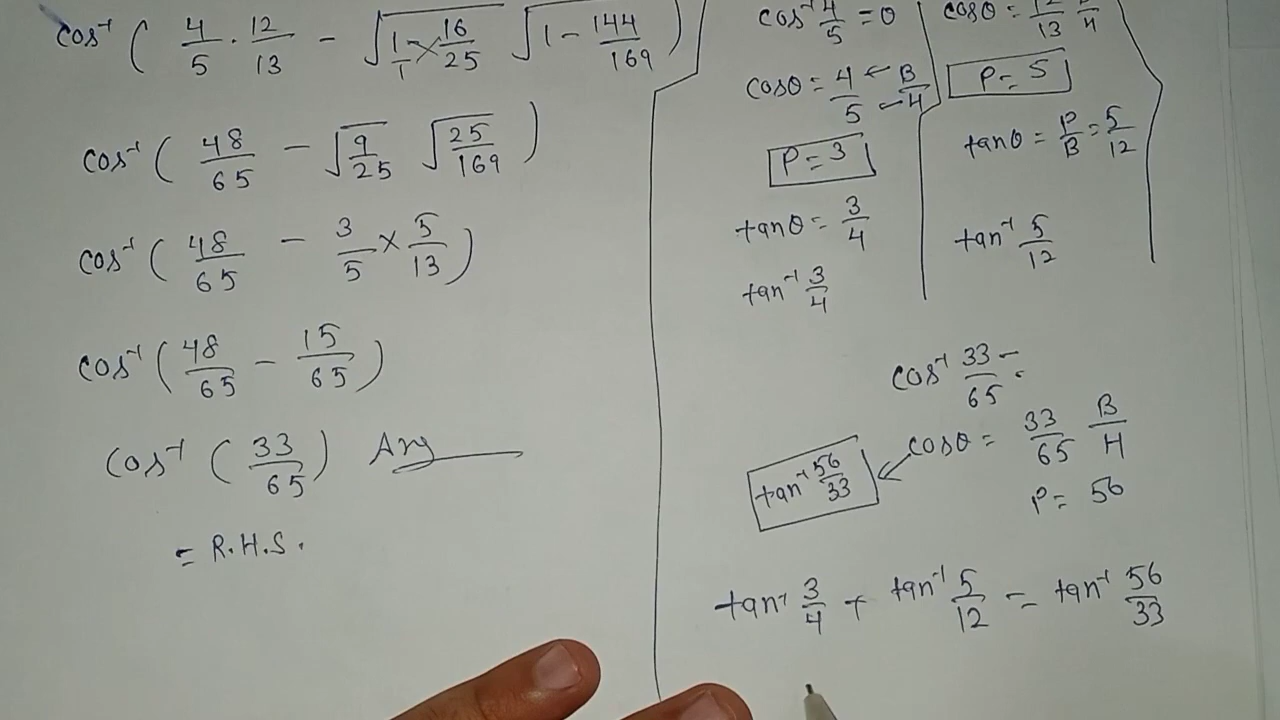 cos⁻¹ ( 4/5 . 12/13 − √(1/1 × 16/25) √(1 − 144/169) )
cos⁻¹ ( 48/65 − √(9/25) √(25/169) )
cos⁻¹ ( 48/65 − 3/5 × 5/13 )
cos⁻¹ ( 48/65 − 15/65 )
cos⁻¹ ( 33/65 ) Ans
= R.H.S.
cos⁻¹ 4/5 = θ
cosθ = 4/5 ← B/H
P = 3
tanθ = 3/4
tan⁻¹ 3/4
cosθ = 12/13
P = 5
tanθ = P/B = 5/12
tan⁻¹ 5/12
cos⁻¹ 33/65 =
cosθ = 33/65 B/H
P = 56
tan⁻¹ 56/33
tan⁻¹ 3/4 + tan⁻¹ 5/12 = tan⁻¹ 56/33